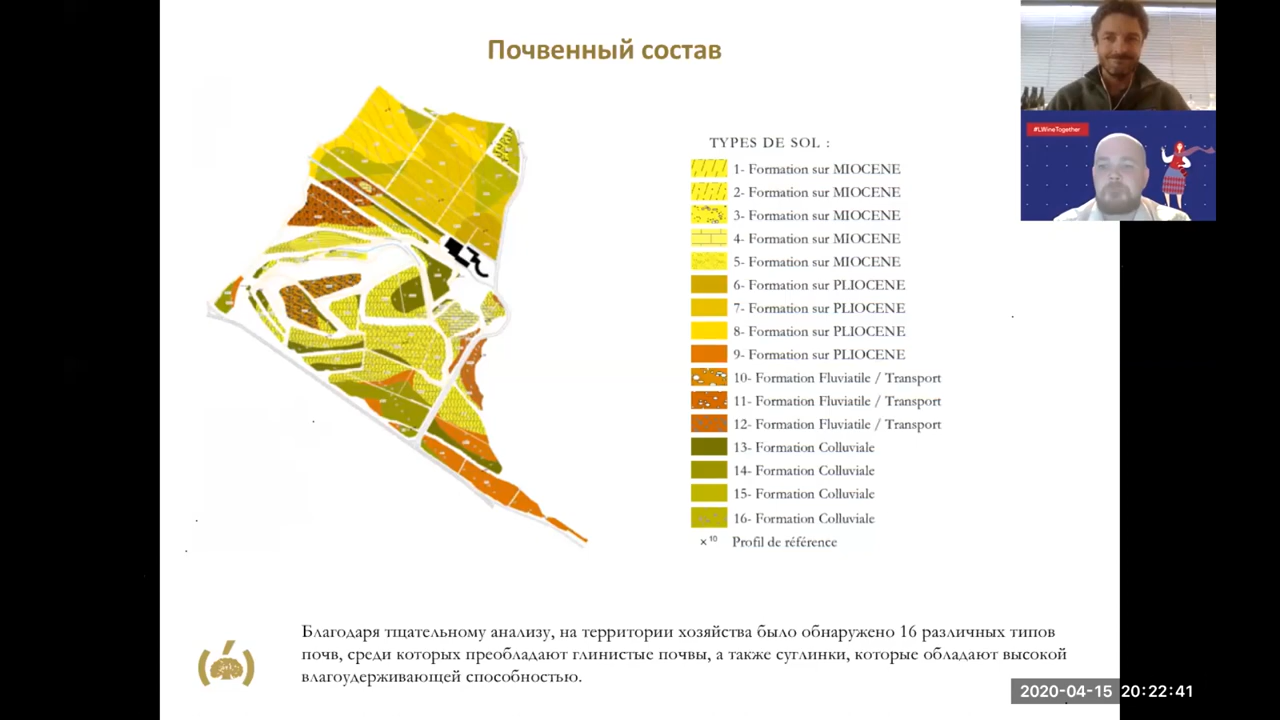 Почвенный состав
#LWineTogether
TYPES DE SOL :
1- Formation sur MIOCENE
2- Formation sur MIOCENE
3- Formation sur MIOCENE
4- Formation sur MIOCENE
5- Formation sur MIOCENE
6- Formation sur PLIOCENE
7- Formation sur PLIOCENE
8- Formation sur PLIOCENE
9- Formation sur PLIOCENE
10- Formation Fluviatile / Transport
11- Formation Fluviatile / Transport
12- Formation Fluviatile / Transport
13- Formation Colluviale
14- Formation Colluviale
15- Formation Colluviale
16- Formation Colluviale
×10 Profil de référence
Благодаря тщательному анализу, на территории хозяйства было обнаружено 16 различных типов
почв, среди которых преобладают глинистые почвы, а также суглинки, которые обладают высокой
влагоудерживающей способностью.
2020-04-15 20:22:41